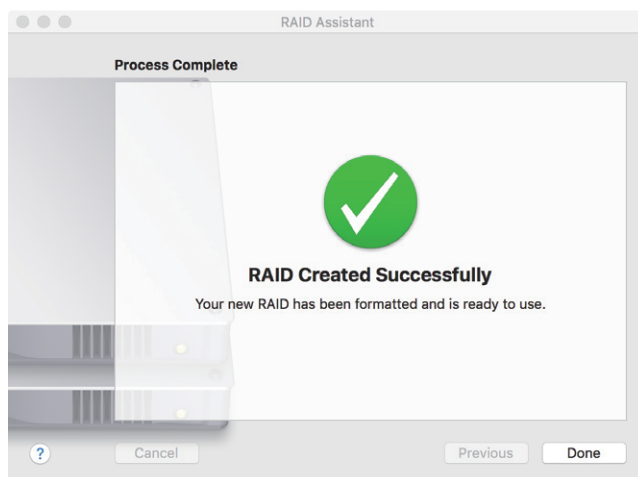 RAID Assistant
Process Complete
RAID Created Successfully
Your new RAID has been formatted and is ready to use.
?
Cancel
Previous
Done